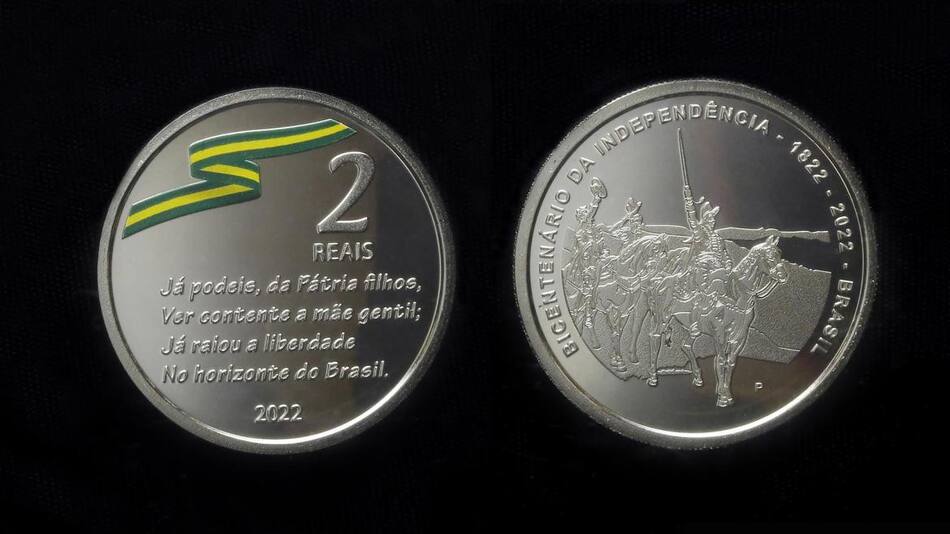 2
REAIS
Já podeis, da Pátria filhos,
Ver contente a mãe gentil;
Já raiou a liberdade
No horizonte do Brasil.
2022
BICENTENÁRIO DA INDEPENDÊNCIA - 1822 - 2022 - BRASIL
P